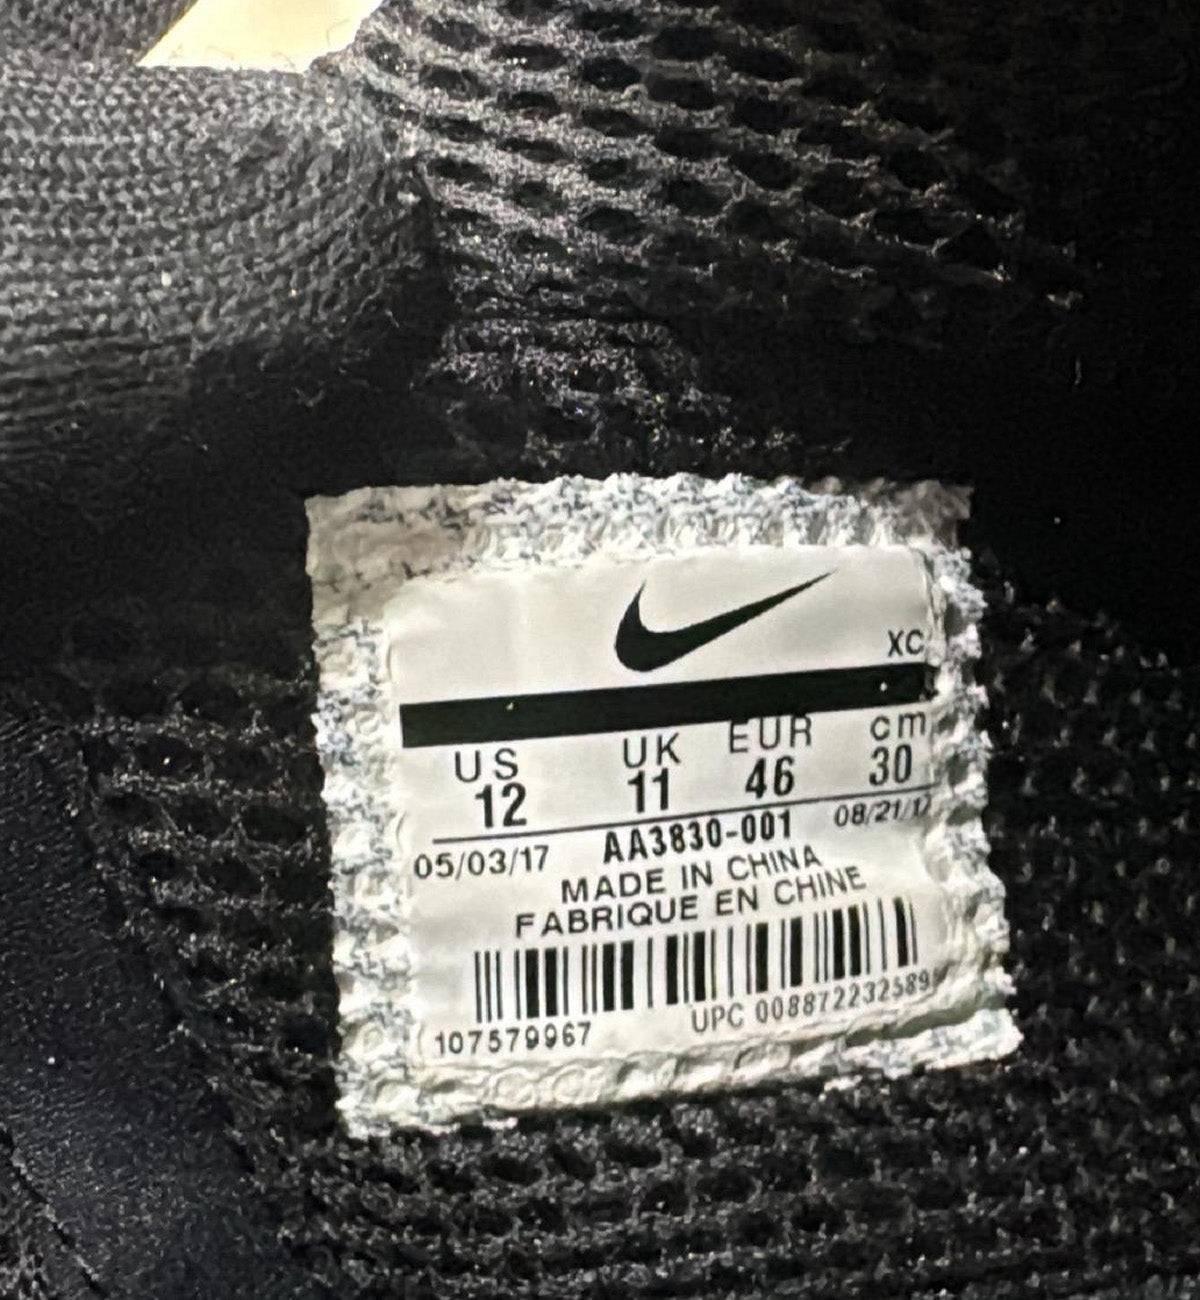 XC
US UK EUR cm
12 11 46 30
05/03/17 AA3830-001 08/21/17
MADE IN CHINA
FABRIQUE EN CHINE
107579967 UPC 008872232589